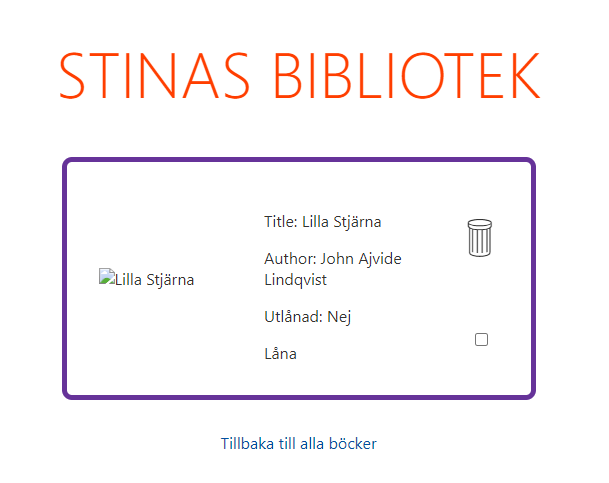 STINAS BIBLIOTEK
Lilla Stjärna
Title: Lilla Stjärna
Author: John Ajvide
Lindqvist
Utlånad: Nej
Låna
Tillbaka till alla böcker